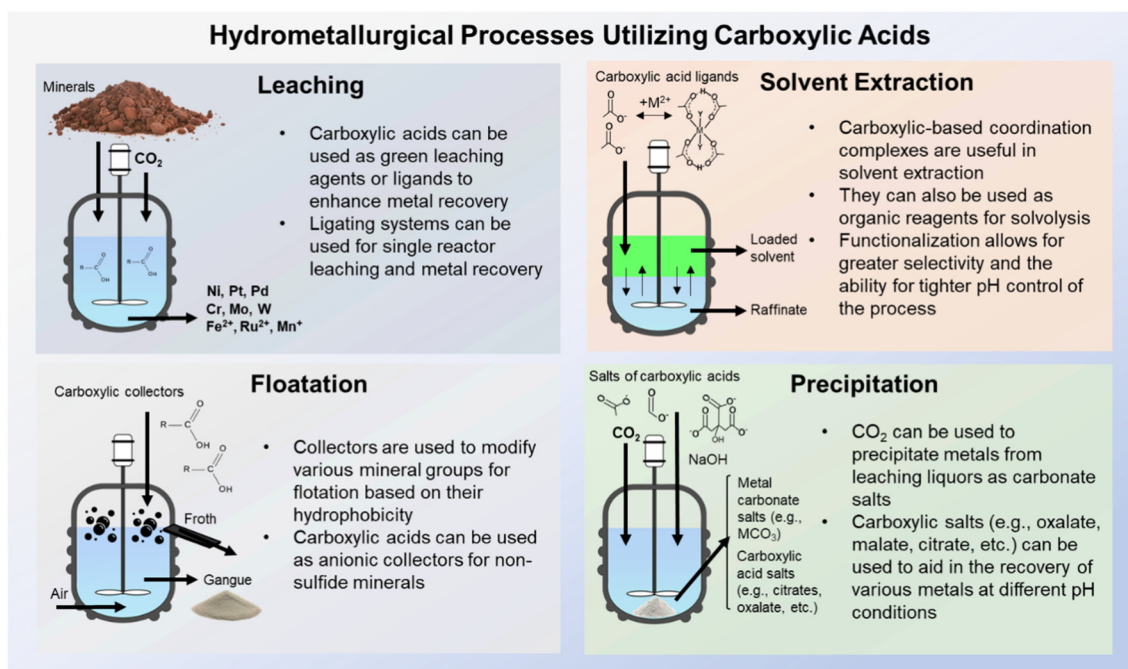 Hydrometallurgical Processes Utilizing Carboxylic Acids
Leaching
Minerals
CO₂
R
C
O
OH
R
C
O
OH
Ni, Pt, Pd
Cr, Mo, W
Fe²⁺, Ru²⁺, Mn⁺
• Carboxylic acids can be
used as green leaching
agents or ligands to
enhance metal recovery
• Ligating systems can be
used for single reactor
leaching and metal recovery
Solvent Extraction
Carboxylic acid ligands
+M²⁺
Loaded
solvent
Raffinate
• Carboxylic-based coordination
complexes are useful in
solvent extraction
• They can also be used as
organic reagents for solvolysis
• Functionalization allows for
greater selectivity and the
ability for tighter pH control of
the process
Floatation
Carboxylic collectors
R
C
O
OH
R
C
O
OH
Froth
Gangue
Air
• Collectors are used to modify
various mineral groups for
flotation based on their
hydrophobicity
• Carboxylic acids can be used
as anionic collectors for non-
sulfide minerals
Precipitation
Salts of carboxylic acids
CO₂
NaOH
Metal
carbonate
salts (e.g.,
MCO₃)
Carboxylic
acid salts
(e.g., citrates,
oxalate, etc.)
• CO₂ can be used to
precipitate metals from
leaching liquors as carbonate
salts
• Carboxylic salts (e.g., oxalate,
malate, citrate, etc.) can be
used to aid in the recovery of
various metals at different pH
conditions